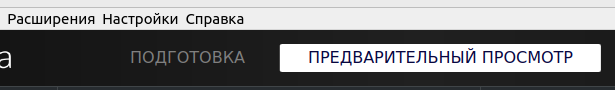 Расширения Настройки Справка
а ПОДГОТОВКА ПРЕДВАРИТЕЛЬНЫЙ ПРОСМОТР